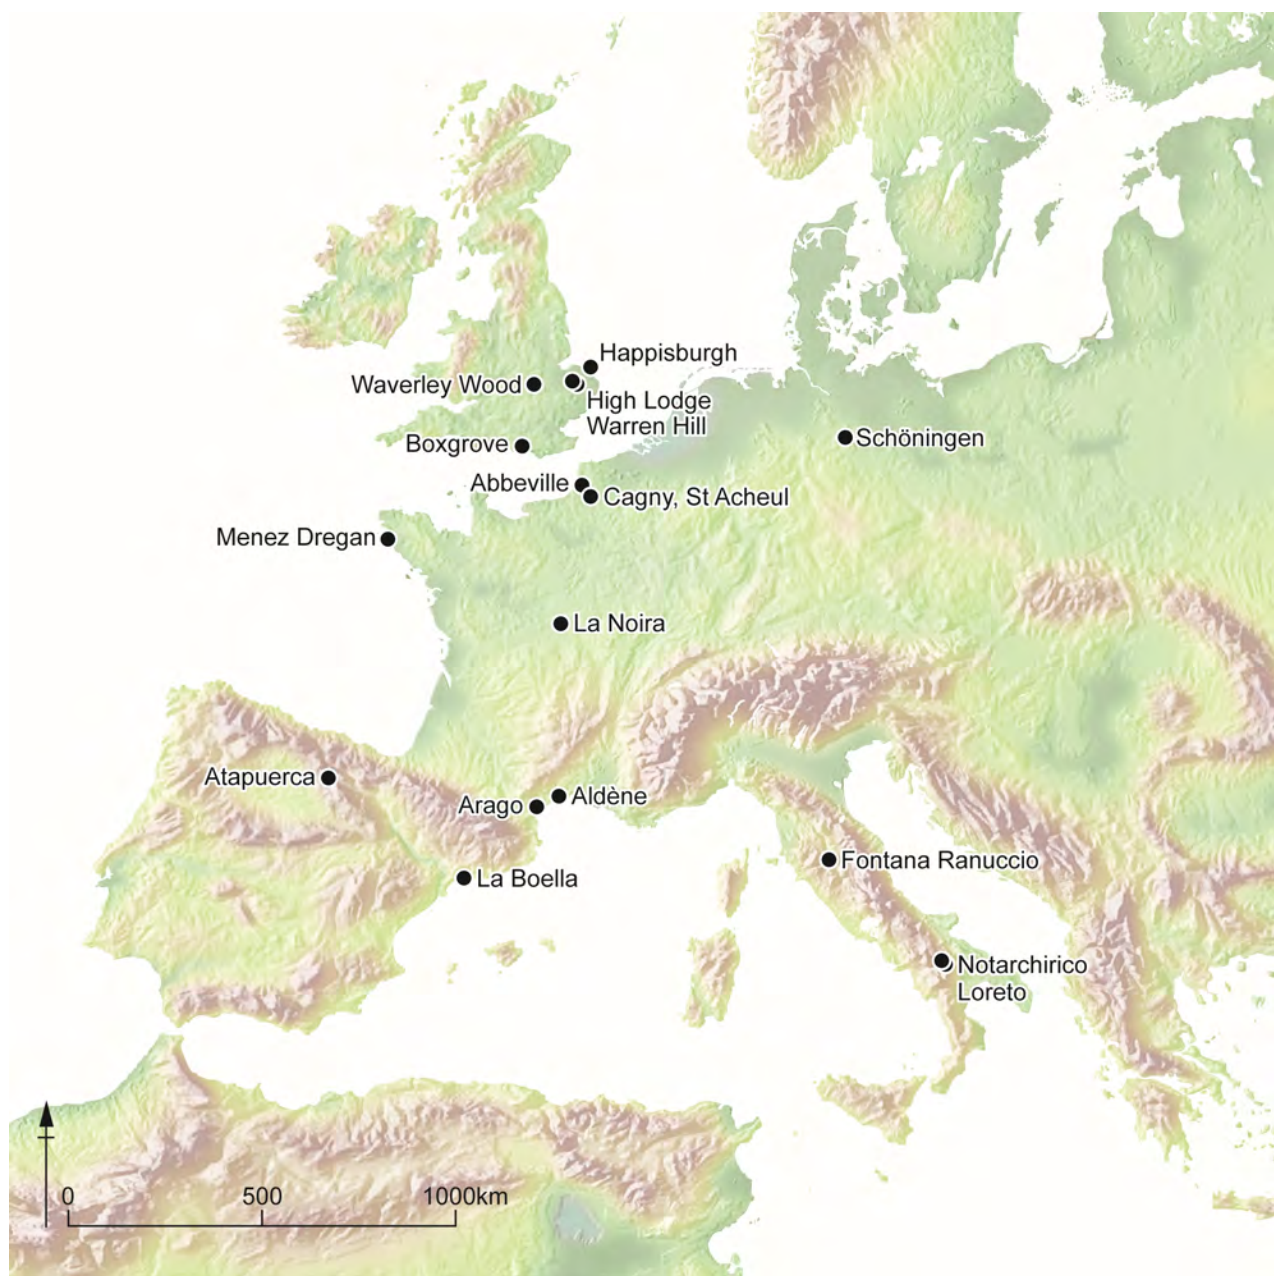 Happisburgh
Waverley Wood
High Lodge
Warren Hill
Boxgrove
Schöningen
Abbeville
Cagny, St Acheul
Menez Dregan
La Noira
Atapuerca
Aldène
Arago
Fontana Ranuccio
La Boella
Notarchirico
Loreto
0 500 1000km